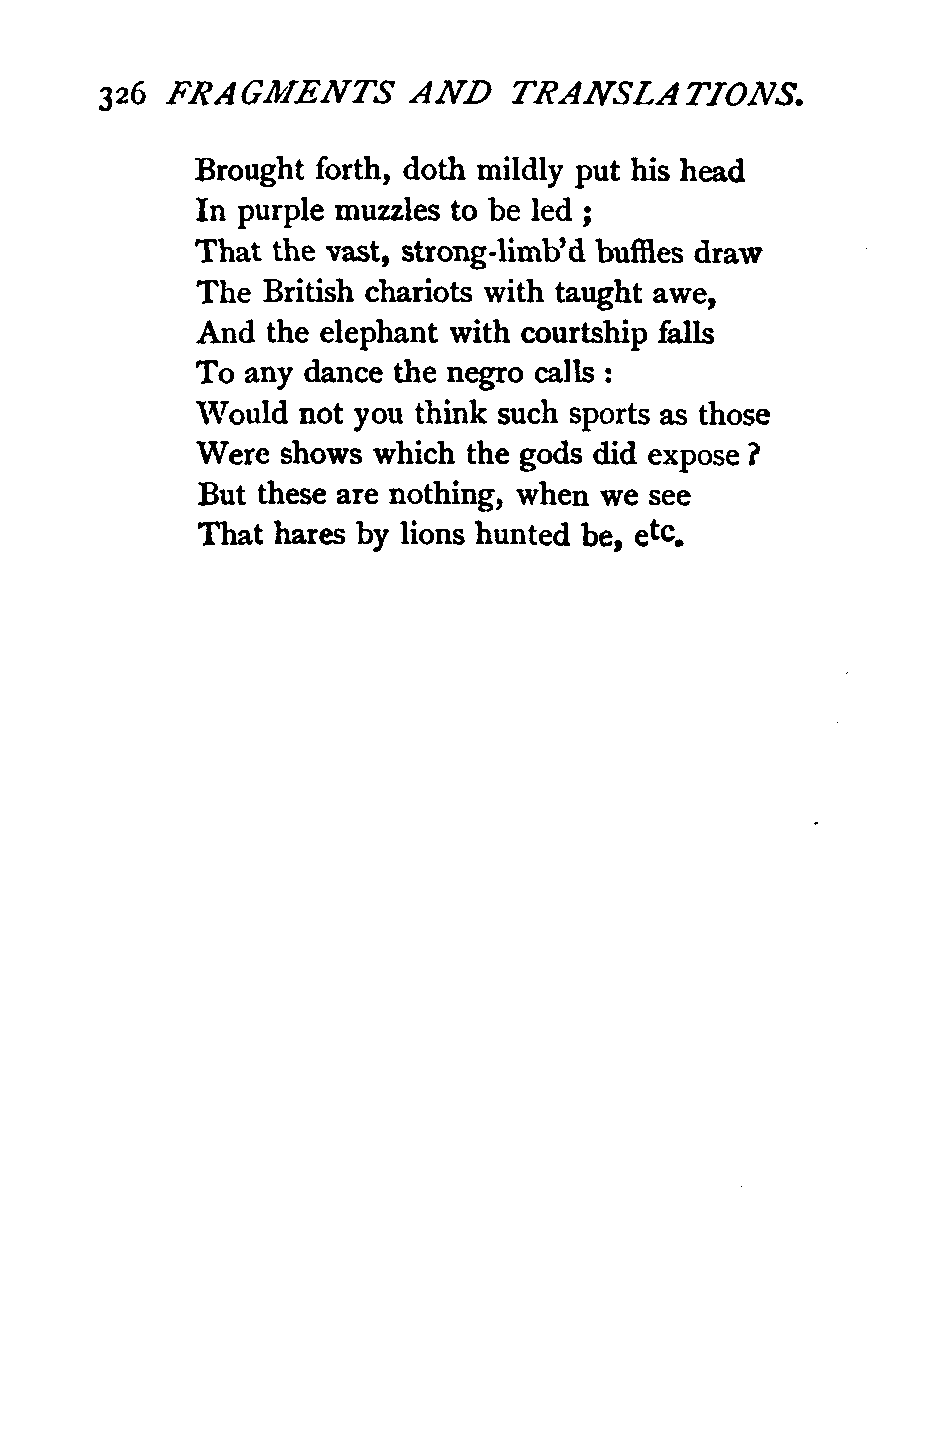 326 FRAGMENTS AND TRANSLATIONS.
Brought forth, doth mildly put his head
In purple muzzles to be led ;
That the vast, strong-limb'd buffles draw
The British chariots with taught awe,
And the elephant with courtship falls
To any dance the negro calls :
Would not you think such sports as those
Were shows which the gods did expose ?
But these are nothing, when we see
That hares by lions hunted be, etc.